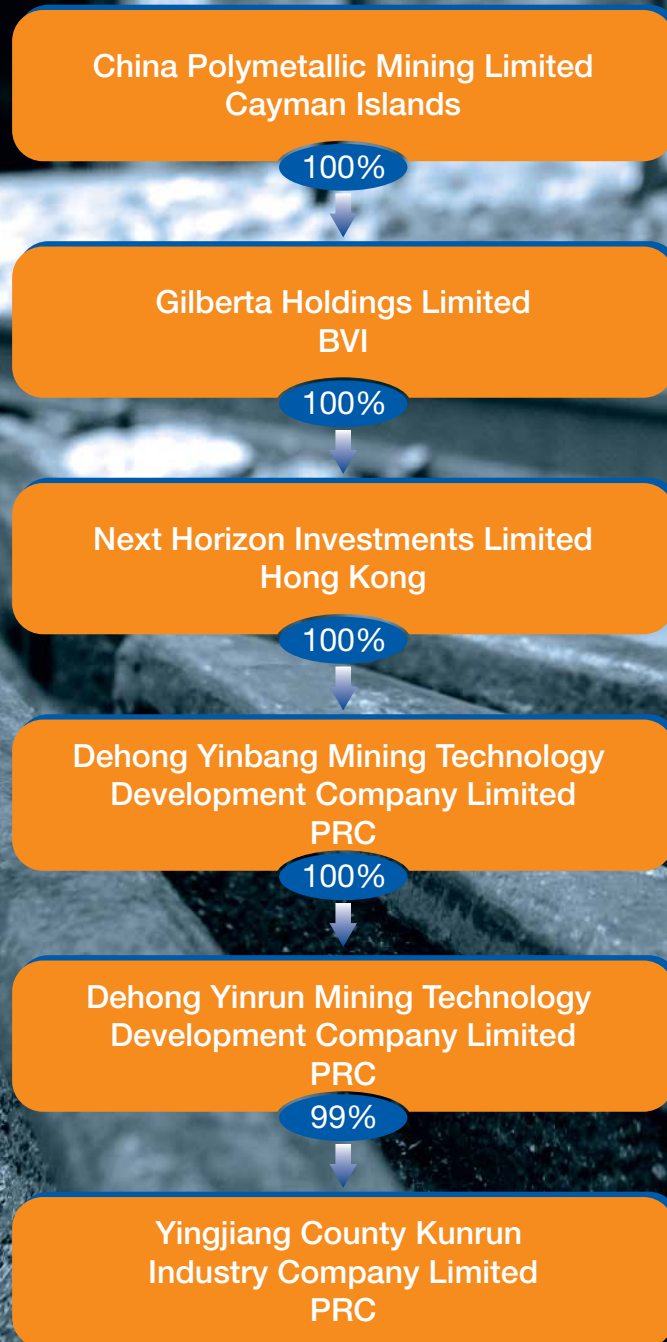 China Polymetallic Mining Limited
Cayman Islands
100%
Gilberta Holdings Limited
BVI
100%
Next Horizon Investments Limited
Hong Kong
100%
Dehong Yinbang Mining Technology
Development Company Limited
PRC
100%
Dehong Yinrun Mining Technology
Development Company Limited
PRC
99%
Yingjiang County Kunrun
Industry Company Limited
PRC